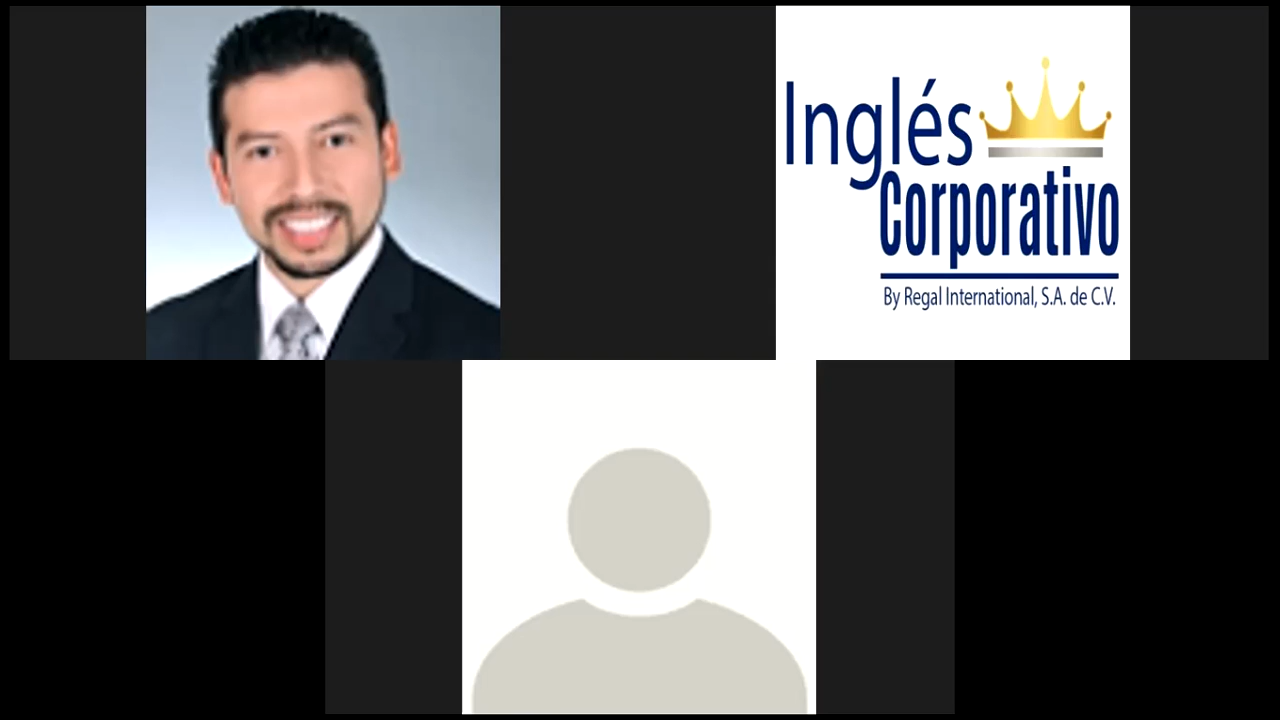 Inglés
Corporativo
By Regal International, S.A. de C.V.